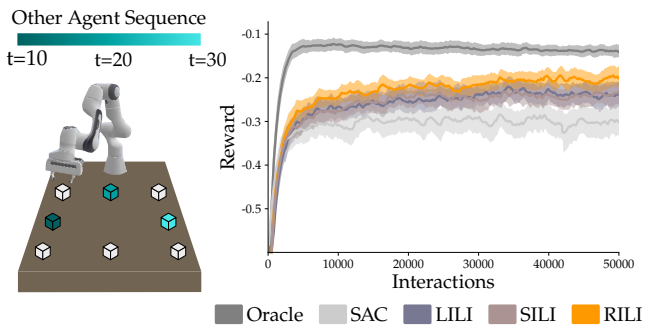 Other Agent Sequence
t=10 t=20 t=30
-0.1
-0.2
-0.3
-0.4
-0.5
Reward
0 10000 20000 30000 40000 50000
Interactions
Oracle SAC LILI SILI RILI